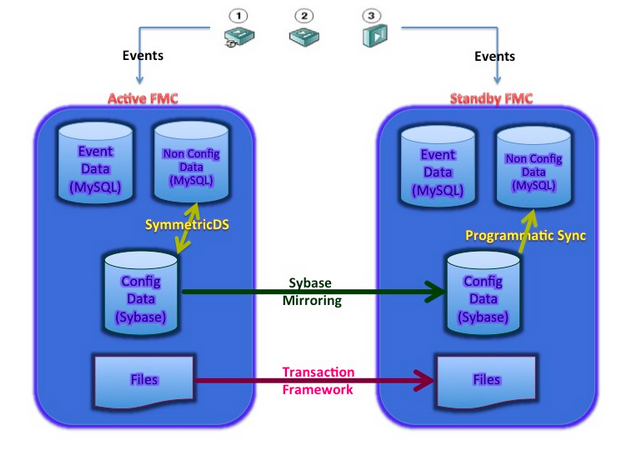 1
2
3
Events
Events
Active FMC
Standby FMC
Event
Data
(MySQL)
Non Config
Data
(MySQL)
Event
Data
(MySQL)
Non Config
Data
(MySQL)
SymmetricDS
Programmatic Sync
Config
Data
(Sybase)
Sybase
Mirroring
Config
Data
(Sybase)
Files
Transaction
Framework
Files